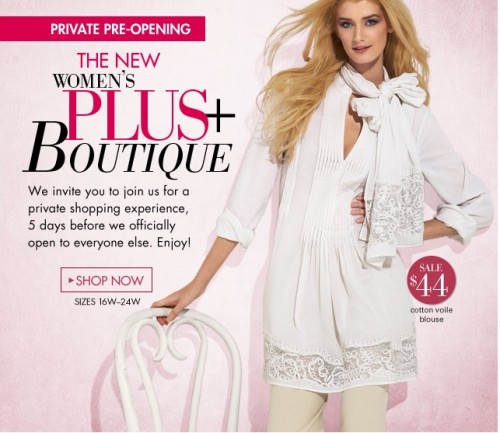 PRIVATE PRE-OPENING
THE NEW
WOMEN'S
PLUS+
BOUTIQUE
We invite you to join us for a
private shopping experience,
5 days before we officially
open to everyone else. Enjoy!
SHOP NOW
SIZES 16W–24W
SALE
$44
cotton voile
blouse